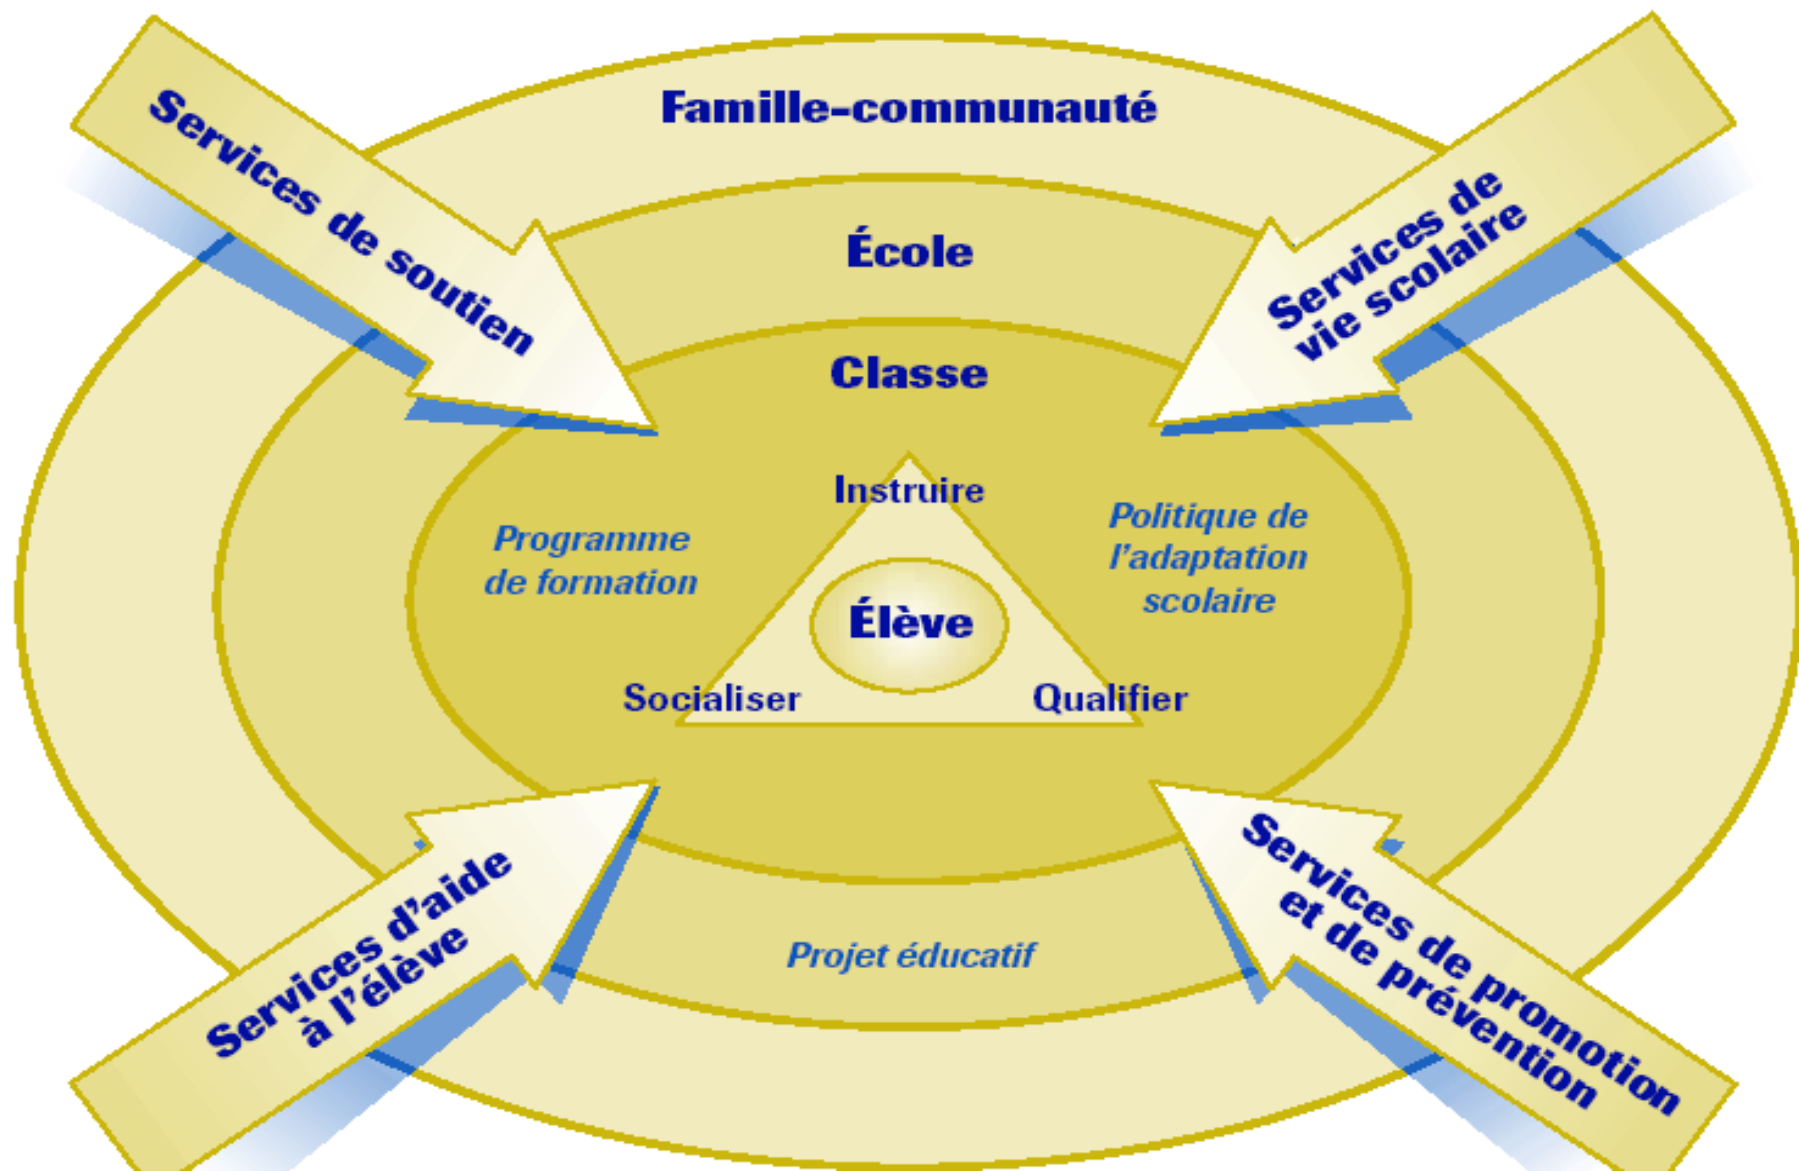 Famille-communauté
Services de soutien
Services de
vie scolaire
École
Classe
Instruire
Programme
de formation
Politique de
l'adaptation
scolaire
Élève
Socialiser
Qualifier
Services d'aide
à l'élève
Services de promotion
et de prévention
Projet éducatif